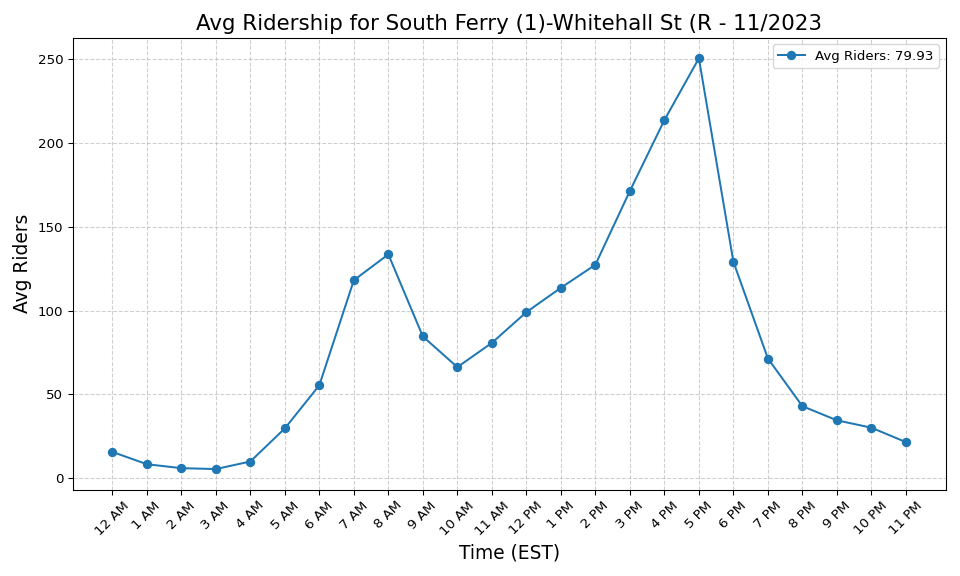 Avg Ridership for South Ferry (1)-Whitehall St (R - 11/2023
Avg Riders: 79.93
Avg Riders
250
200
150
100
50
0
12 AM
1 AM
2 AM
3 AM
4 AM
5 AM
6 AM
7 AM
8 AM
9 AM
10 AM
11 AM
12 PM
1 PM
2 PM
3 PM
4 PM
5 PM
6 PM
7 PM
8 PM
9 PM
10 PM
11 PM
Time (EST)